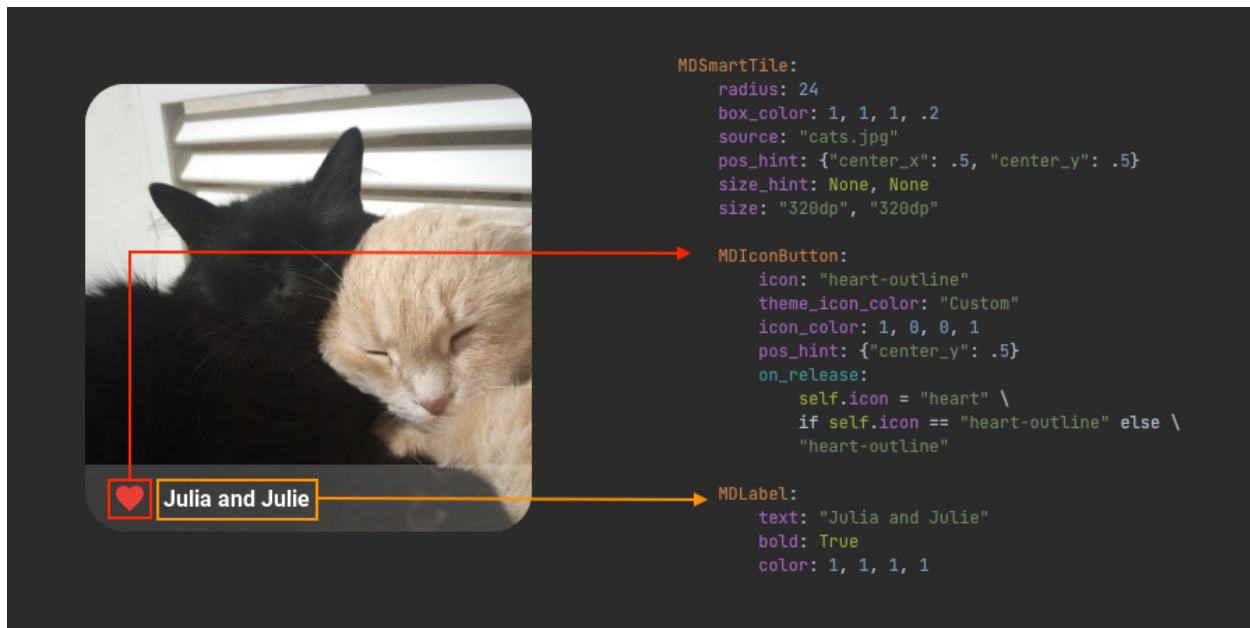 MDSmartTile:
    radius: 24
    box_color: 1, 1, 1, .2
    source: "cats.jpg"
    pos_hint: {"center_x": .5, "center_y": .5}
    size_hint: None, None
    size: "320dp", "320dp"
    MDIconButton:
        icon: "heart-outline"
        theme_icon_color: "Custom"
        icon_color: 1, 0, 0, 1
        pos_hint: {"center_y": .5}
        on_release:
            self.icon = "heart" \
            if self.icon == "heart-outline" else \
            "heart-outline"
    MDLabel:
        text: "Julia and Julie"
        bold: True
        color: 1, 1, 1, 1
Julia and Julie